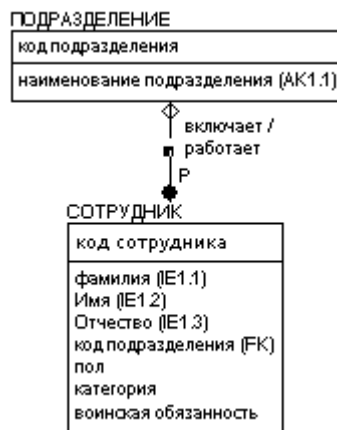 ПОДРАЗДЕЛЕНИЕ
код подразделения
наименование подразделения (AK1.1)
включает /
работает
P
СОТРУДНИК
код сотрудника
фамилия (IE1.1)
Имя (IE1.2)
Отчество (IE1.3)
код подразделения (FK)
пол
категория
воинская обязанность